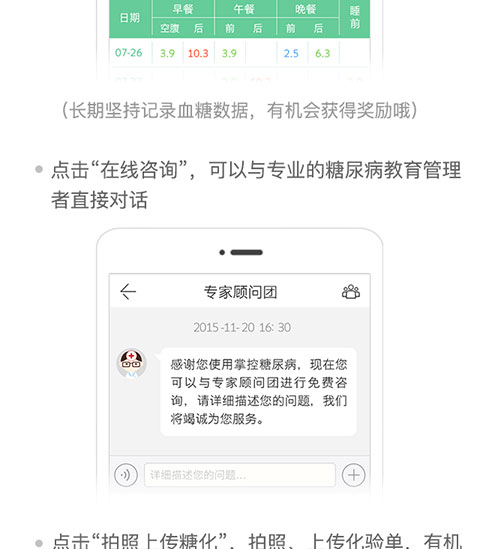 日期 早餐 午餐 晚餐 睡前
空腹 后 前 后 前 后
07-26 3.9 10.3 3.9 2.5 6.3
（长期坚持记录血糖数据，有机会获得奖励哦）
点击“在线咨询”，可以与专业的糖尿病教育管理
者直接对话
专家顾问团
2015-11-20 16:30
感谢您使用掌控糖尿病，现在您
可以与专家顾问团进行免费咨
询，请详细描述您的问题，我们
将竭诚为您服务。
详细描述您的问题...
点击“拍照上传糖化”，拍照、上传化验单，有机